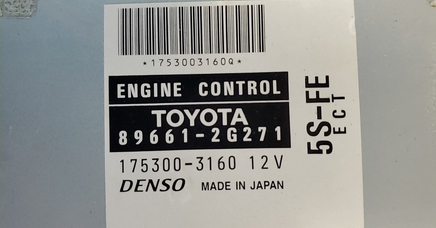 *1753003160Q*
ENGINE CONTROL
TOYOTA
89661-2G271
175300-3160 12V
DENSO MADE IN JAPAN
5S-FE
ECT